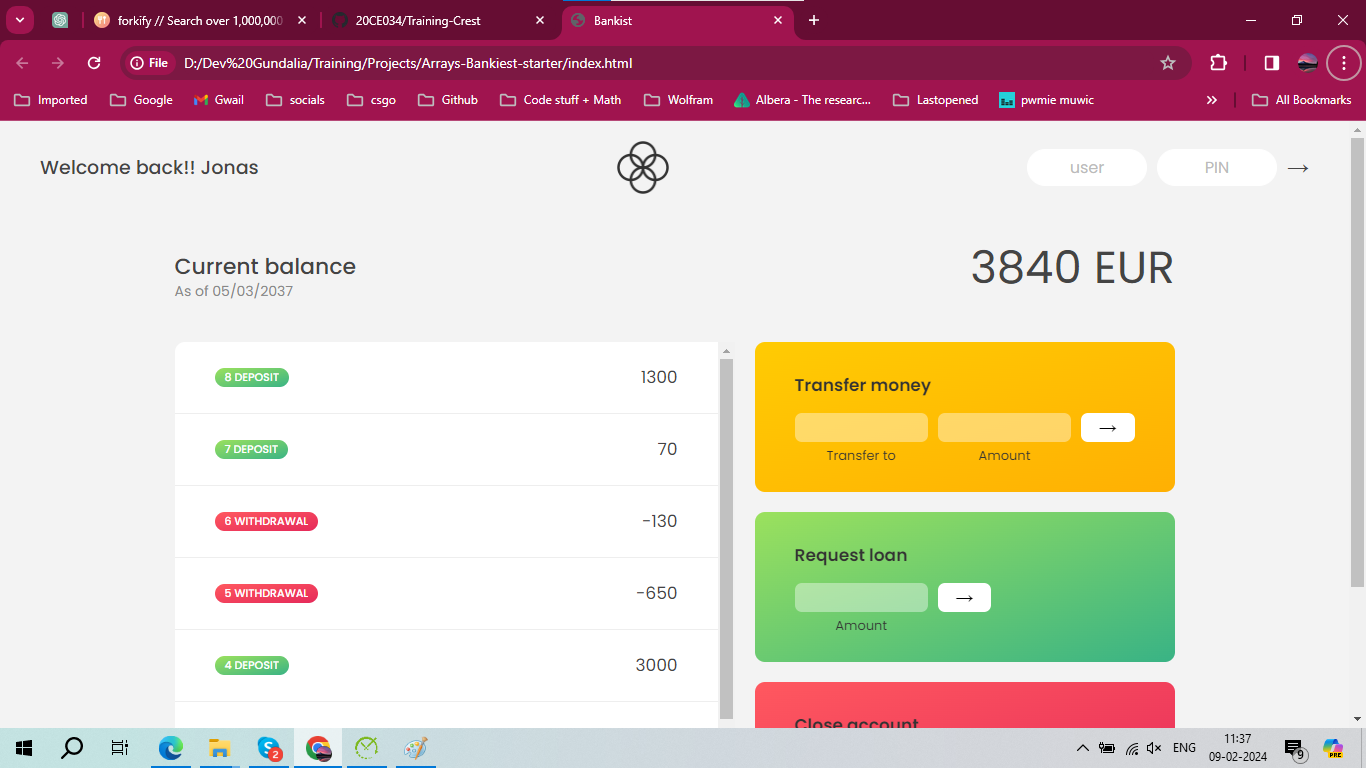 forkify // Search over 1,000,000
20CE034/Training-Crest
Bankist
File
D:/Dev%20Gundalia/Training/Projects/Arrays-Bankiest-starter/index.html
Imported
Google
Gwail
socials
csgo
Github
Code stuff + Math
Wolfram
Albera - The researc...
Lastopened
pwmie muwic
»
All Bookmarks
Welcome back!! Jonas
user
PIN
→
Current balance
As of 05/03/2037
3840 EUR
8 DEPOSIT 1300
7 DEPOSIT 70
6 WITHDRAWAL -130
5 WITHDRAWAL -650
4 DEPOSIT 3000
Transfer money
→
Transfer to
Amount
Request loan
→
Amount
Close account
2
ENG
11:37
09-02-2024
9
PRE